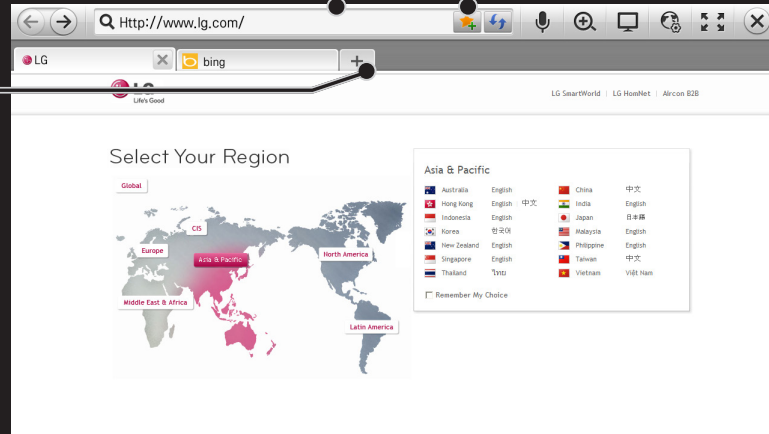 Http://www.lg.com/
LG
bing
LG
Life's Good
LG SmartWorld | LG HomNet | Aircon B2B
Select Your Region
Global
CIS
Europe
Asia & Pacific
North America
Middle East & Africa
Latin America
Asia & Pacific
Australia English
China 中文
Hong Kong English | 中文
India English
Indonesia English
Japan 日本語
Korea 한국어
Malaysia English
New Zealand English
Philippine English
Singapore English
Taiwan 中文
Thailand ไทย
Vietnam Việt Nam
Remember My Choice